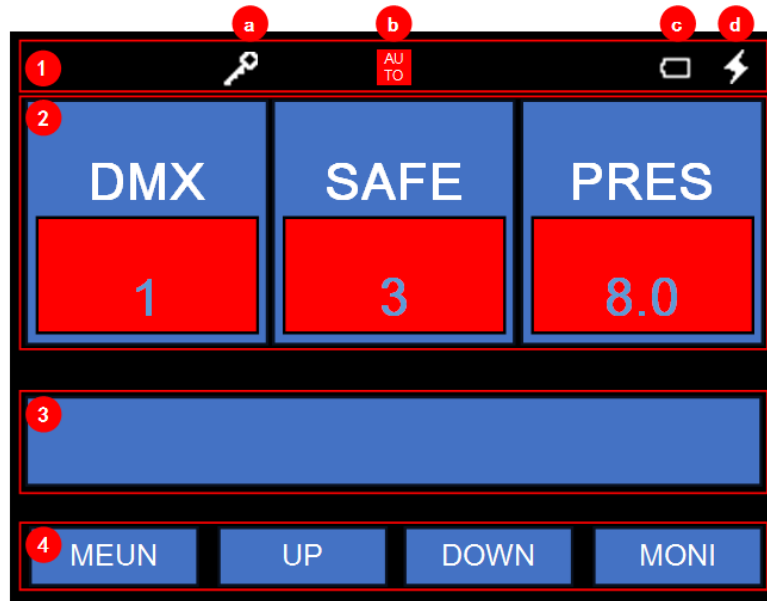 a b c d
1 AU
TO
2
DMX SAFE PRES
1 3 8.0
3
4 MEUN UP DOWN MONI